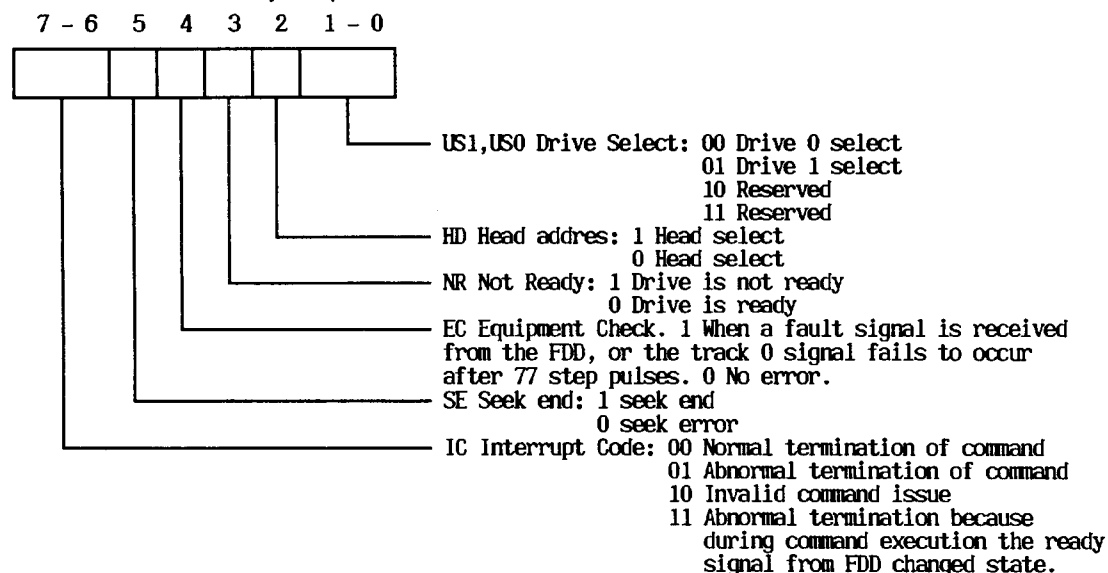 7 - 6 5 4 3 2 1 - 0
US1,US0 Drive Select: 00 Drive 0 select
01 Drive 1 select
10 Reserved
11 Reserved
HD Head addres: 1 Head select
0 Head select
NR Not Ready: 1 Drive is not ready
0 Drive is ready
EC Equipment Check. 1 When a fault signal is received
from the FDD, or the track 0 signal fails to occur
after 77 step pulses. 0 No error.
SE Seek end: 1 seek end
0 seek error
IC Interrupt Code: 00 Normal termination of command
01 Abnormal termination of command
10 Invalid command issue
11 Abnormal termination because
during command execution the ready
signal from FDD changed state.